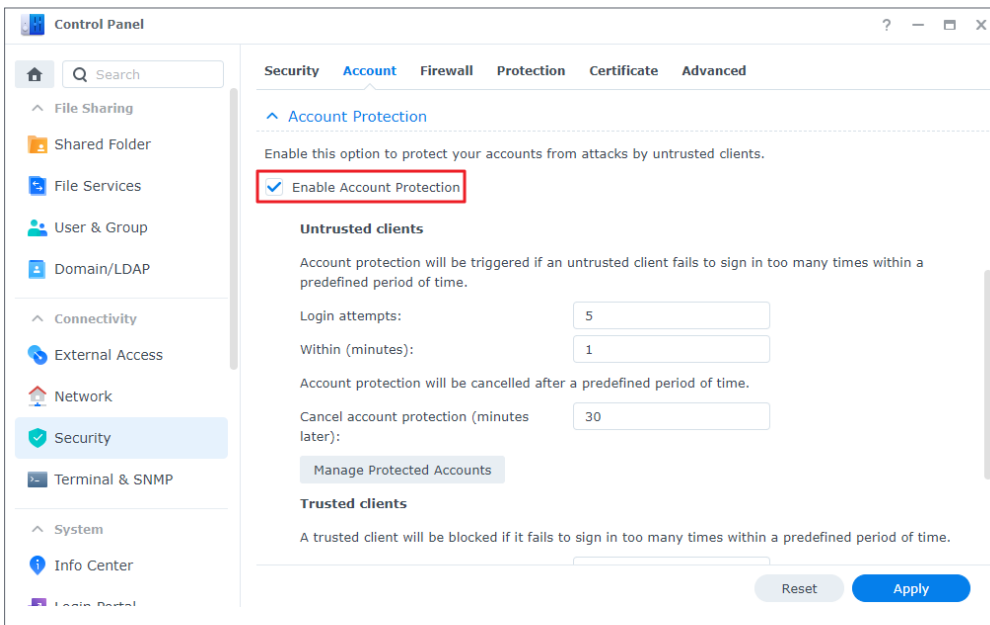 Control Panel
?
Search
File Sharing
Shared Folder
File Services
User & Group
Domain/LDAP
Connectivity
External Access
Network
Security
Terminal & SNMP
System
Info Center
Login Portal
Security Account Firewall Protection Certificate Advanced
Account Protection
Enable this option to protect your accounts from attacks by untrusted clients.
Enable Account Protection
Untrusted clients
Account protection will be triggered if an untrusted client fails to sign in too many times within a
predefined period of time.
Login attempts: 5
Within (minutes): 1
Account protection will be cancelled after a predefined period of time.
Cancel account protection (minutes 30
later):
Manage Protected Accounts
Trusted clients
A trusted client will be blocked if it fails to sign in too many times within a predefined period of time.
Reset Apply